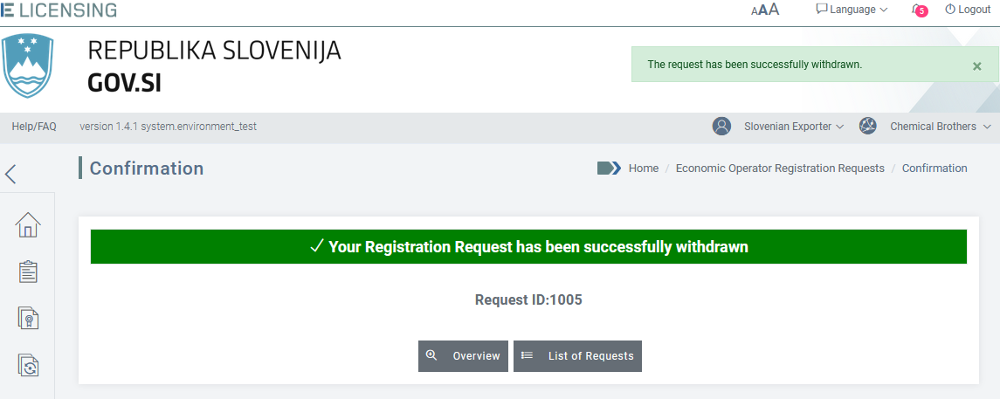 E LICENSING
AAA
Language
5
Logout
REPUBLIKA SLOVENIJA
GOV.SI
The request has been successfully withdrawn.
×
Help/FAQ
version 1.4.1 system.environment_test
Slovenian Exporter
Chemical Brothers
Confirmation
Home / Economic Operator Registration Requests / Confirmation
✓ Your Registration Request has been successfully withdrawn
Request ID:1005
Overview
List of Requests